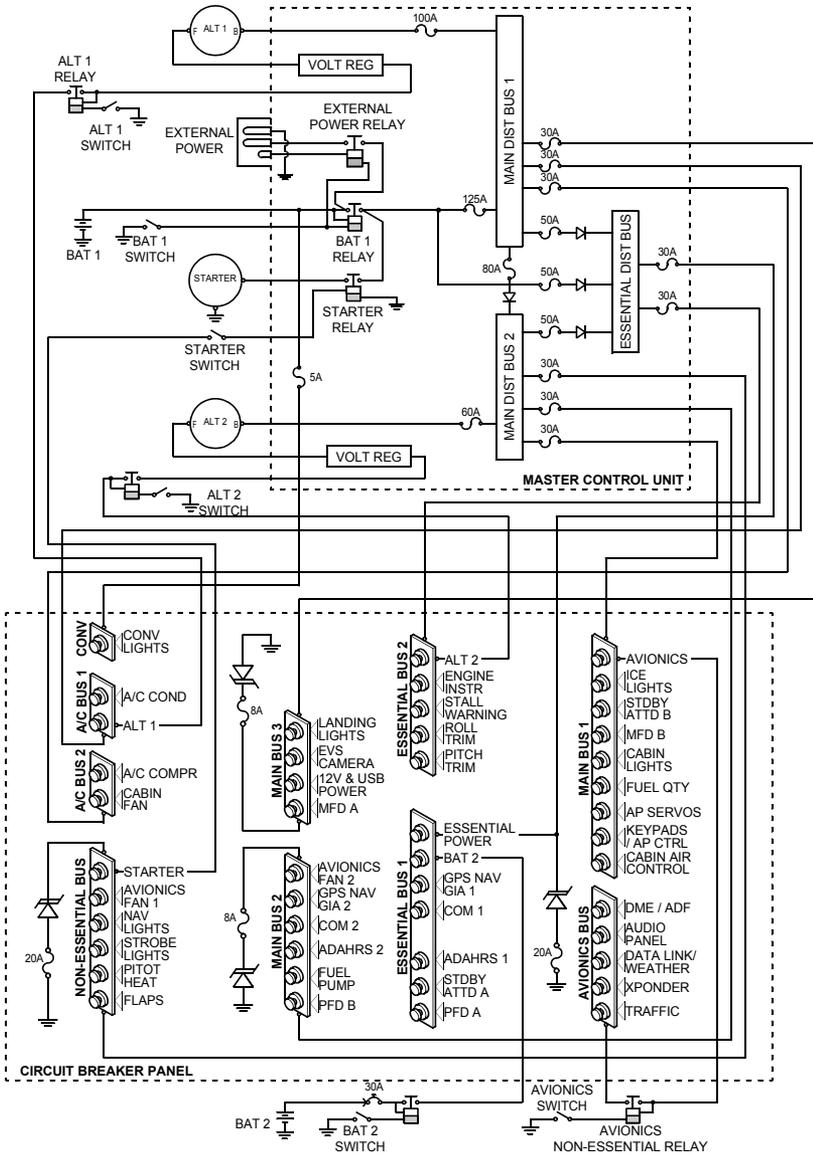 100A
F ALT 1 B
VOLT REG
ALT 1
RELAY
ALT 1
SWITCH
EXTERNAL
POWER
EXTERNAL
POWER RELAY
MAIN DIST BUS 1
30A
30A
30A
125A
BAT 1
BAT 1
SWITCH
BAT 1
RELAY
50A
ESSENTIAL DIST BUS
30A
80A
50A
STARTER
30A
STARTER
RELAY
50A
STARTER
SWITCH
MAIN DIST BUS 2
5A
30A
30A
60A
F ALT 2 B
30A
VOLT REG
MASTER CONTROL UNIT
ALT 2
SWITCH
CONV
CONV
LIGHTS
A/C BUS 1
A/C COND
ALT 1
A/C BUS 2
A/C COMPR
CABIN
FAN
NON-ESSENTIAL BUS
STARTER
AVIONICS
FAN 1
NAV
LIGHTS
STROBE
LIGHTS
PITOT
HEAT
FLAPS
20A
8A
MAIN BUS 3
LANDING
LIGHTS
EVS
CAMERA
12V & USB
POWER
MFD A
8A
MAIN BUS 2
AVIONICS
FAN 2
GPS NAV
GIA 2
COM 2
ADAHRS 2
FUEL
PUMP
PFD B
ESSENTIAL BUS 2
ALT 2
ENGINE
INSTR
STALL
WARNING
ROLL
TRIM
PITCH
TRIM
ESSENTIAL BUS 1
ESSENTIAL
POWER
BAT 2
GPS NAV
GIA 1
COM 1
ADAHRS 1
STDBY
ATTD A
PFD A
20A
MAIN BUS 1
AVIONICS
ICE
LIGHTS
STDBY
ATTD B
MFD B
CABIN
LIGHTS
FUEL QTY
AP SERVOS
KEYPADS
/ AP CTRL
CABIN AIR
CONTROL
AVIONICS BUS
DME / ADF
AUDIO
PANEL
DATA LINK/
WEATHER
XPONDER
TRAFFIC
CIRCUIT BREAKER PANEL
30A
BAT 2
BAT 2
SWITCH
AVIONICS
SWITCH
AVIONICS
NON-ESSENTIAL RELAY